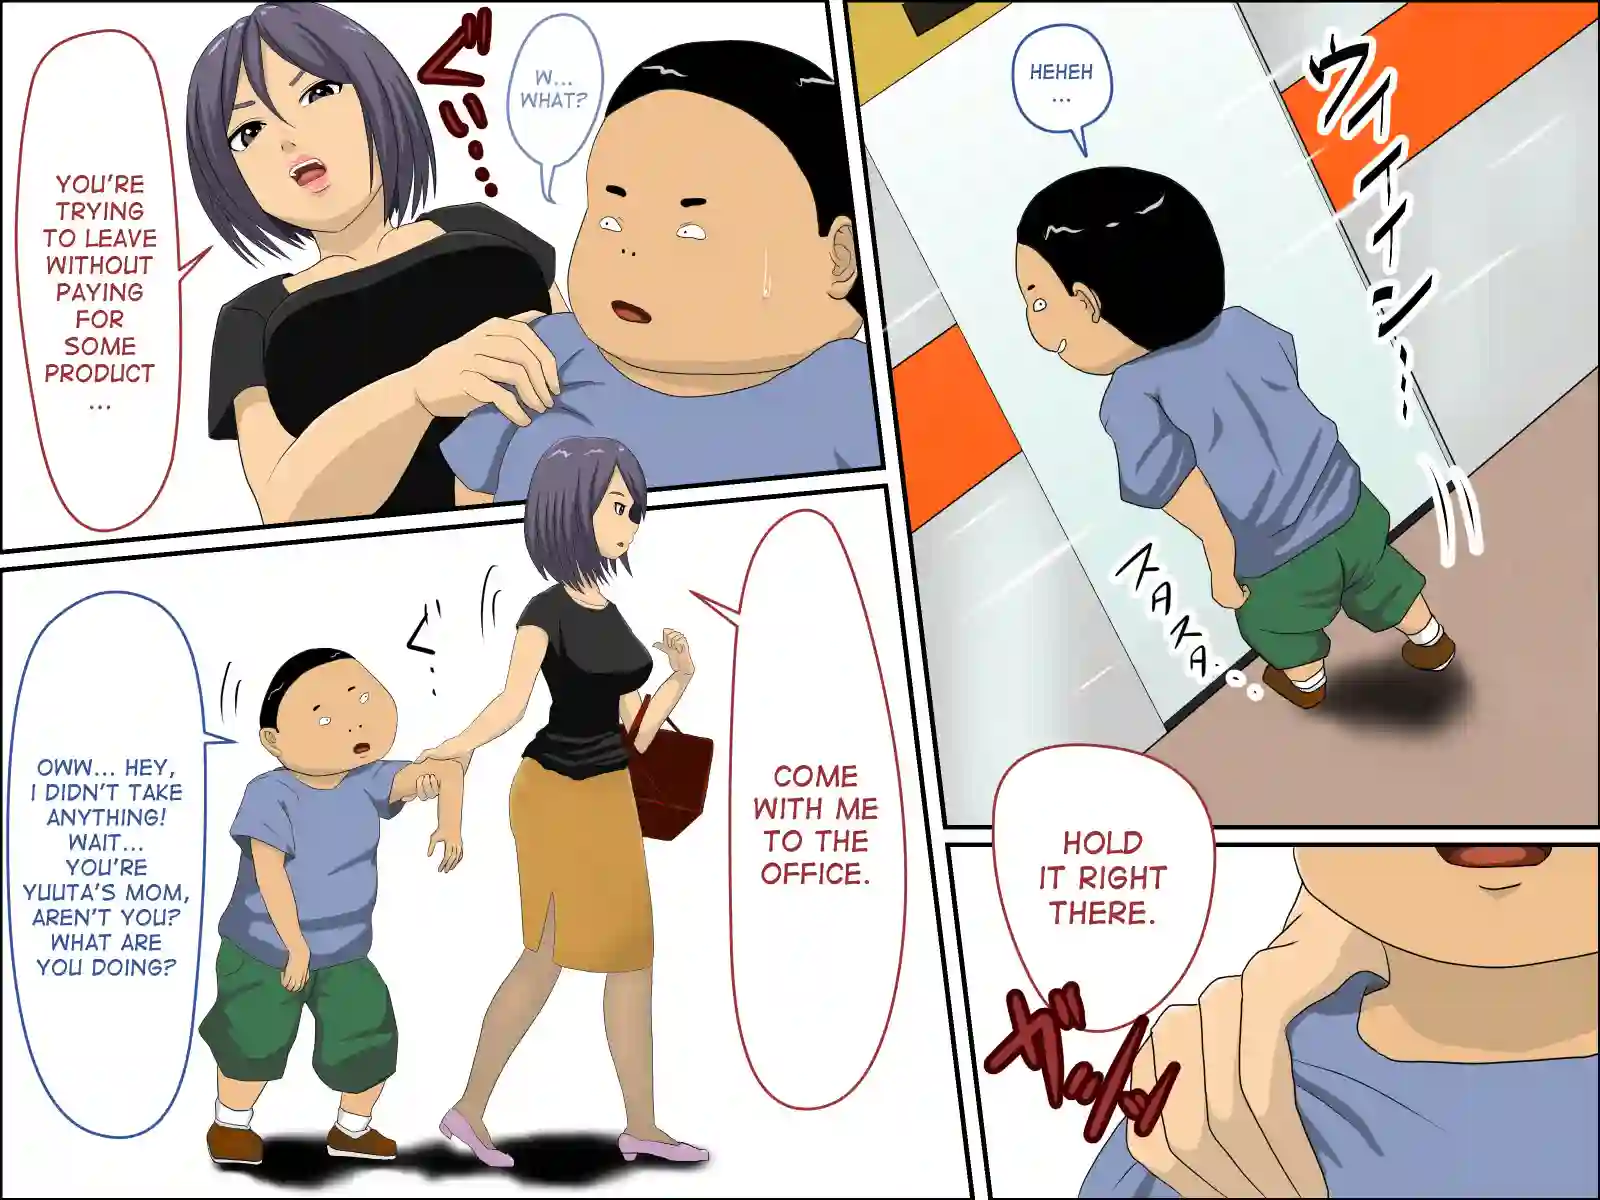 HEHEH
...
ウイイイン...
スタスタ...
HOLD
IT RIGHT
THERE.
ガシッ
W...
WHAT?
ぐい...
YOU'RE
TRYING
TO LEAVE
WITHOUT
PAYING
FOR
SOME
PRODUCT
...
COME
WITH ME
TO THE
OFFICE.
ぐ...
OWW... HEY,
I DIDN'T TAKE
ANYTHING!
WAIT...
YOU'RE
YUUTA'S MOM,
AREN'T YOU?
WHAT ARE
YOU DOING?